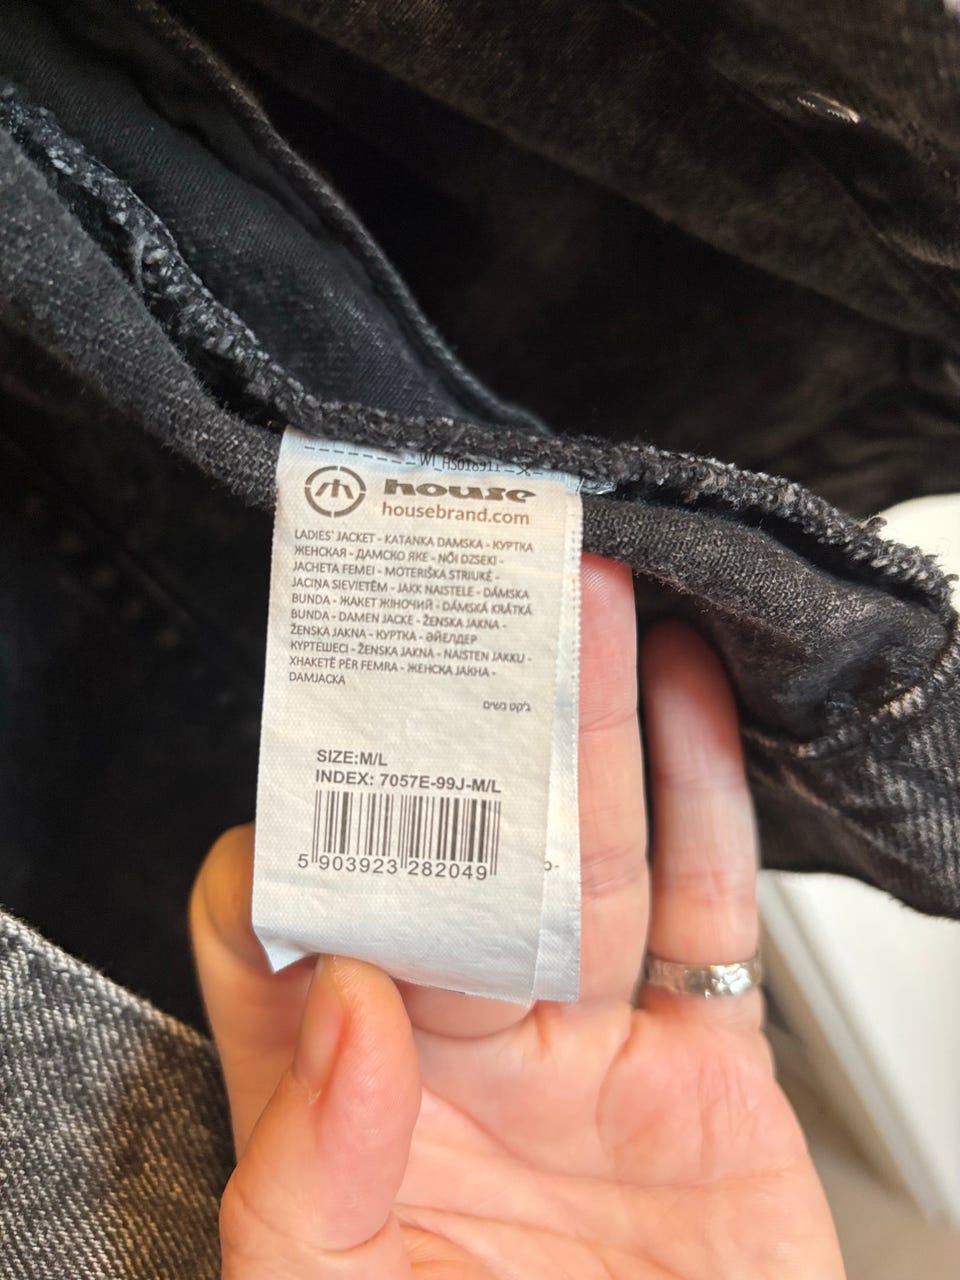 WI_HS018911
house
housebrand.com
LADIES' JACKET - KATANKA DAMSKA - КУРТКА
ЖЕНСКАЯ - ДАМСКО ЯКЕ - NŐI DZSEKI -
JACHETA FEMEI - MOTERIŠKA STRIUKĖ -
JACIŅA SIEVIETĒM - JAKK NAISTELE - DÁMSKA
BUNDA - ЖАКЕТ ЖІНОЧИЙ - DÁMSKÁ KRÁTKÁ
BUNDA - DAMEN JACKE - ŽENSKA JAKNA -
ŽENSKA JAKNA - КУРТКА - ӘЙЕЛДЕР
КҮРТЕШЕСІ - ŽENSKA JAKNA - NAISTEN JAKKU -
XHAKETË PËR FEMRA - ЖЕНСКА ЈАКНА -
DAMJACKA
ג'קט נשים
SIZE:M/L
INDEX: 7057E-99J-M/L
5 903923 282049